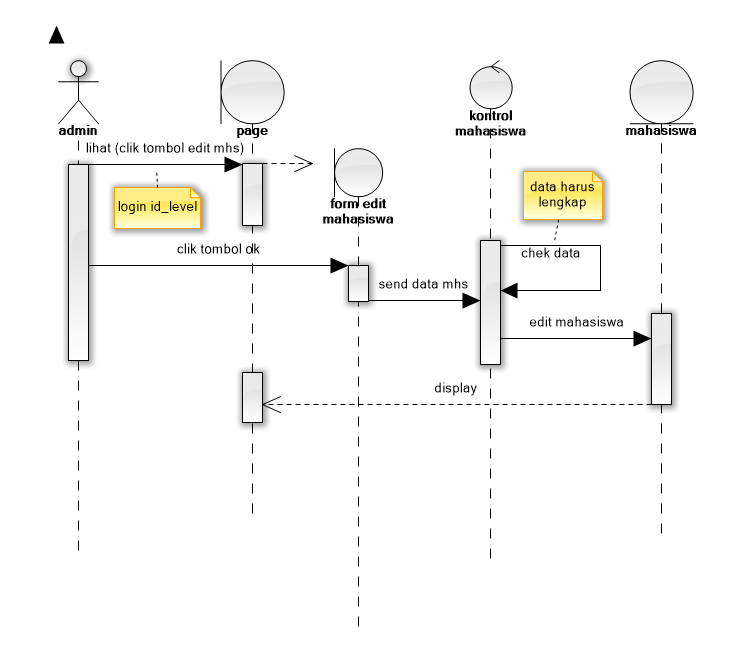 admin
page
kontrol
mahasiswa
mahasiswa
lihat (clik tombol edit mhs)
login id_level
form edit
mahasiswa
data harus
lengkap
clik tombol ok
chek data
send data mhs
edit mahasiswa
display